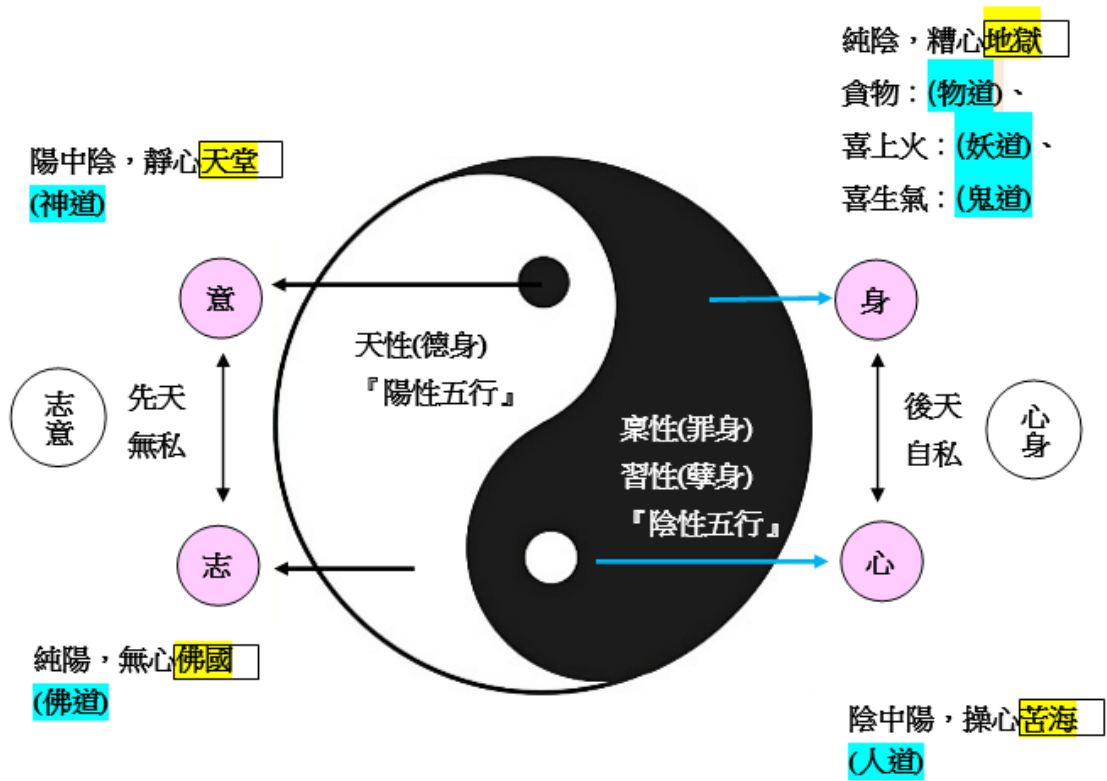 純陰，糟心地獄
貪物：(物道)、
喜上火：(妖道)、
喜生氣：(鬼道)
陽中陰，靜心天堂
(神道)
意
身
天性(德身)
『陽性五行』
志意
先天
無私
後天
自私
心身
稟性(罪身)
習性(孽身)
『陰性五行』
志
心
純陽，無心佛國
(佛道)
陰中陽，操心苦海
(人道)